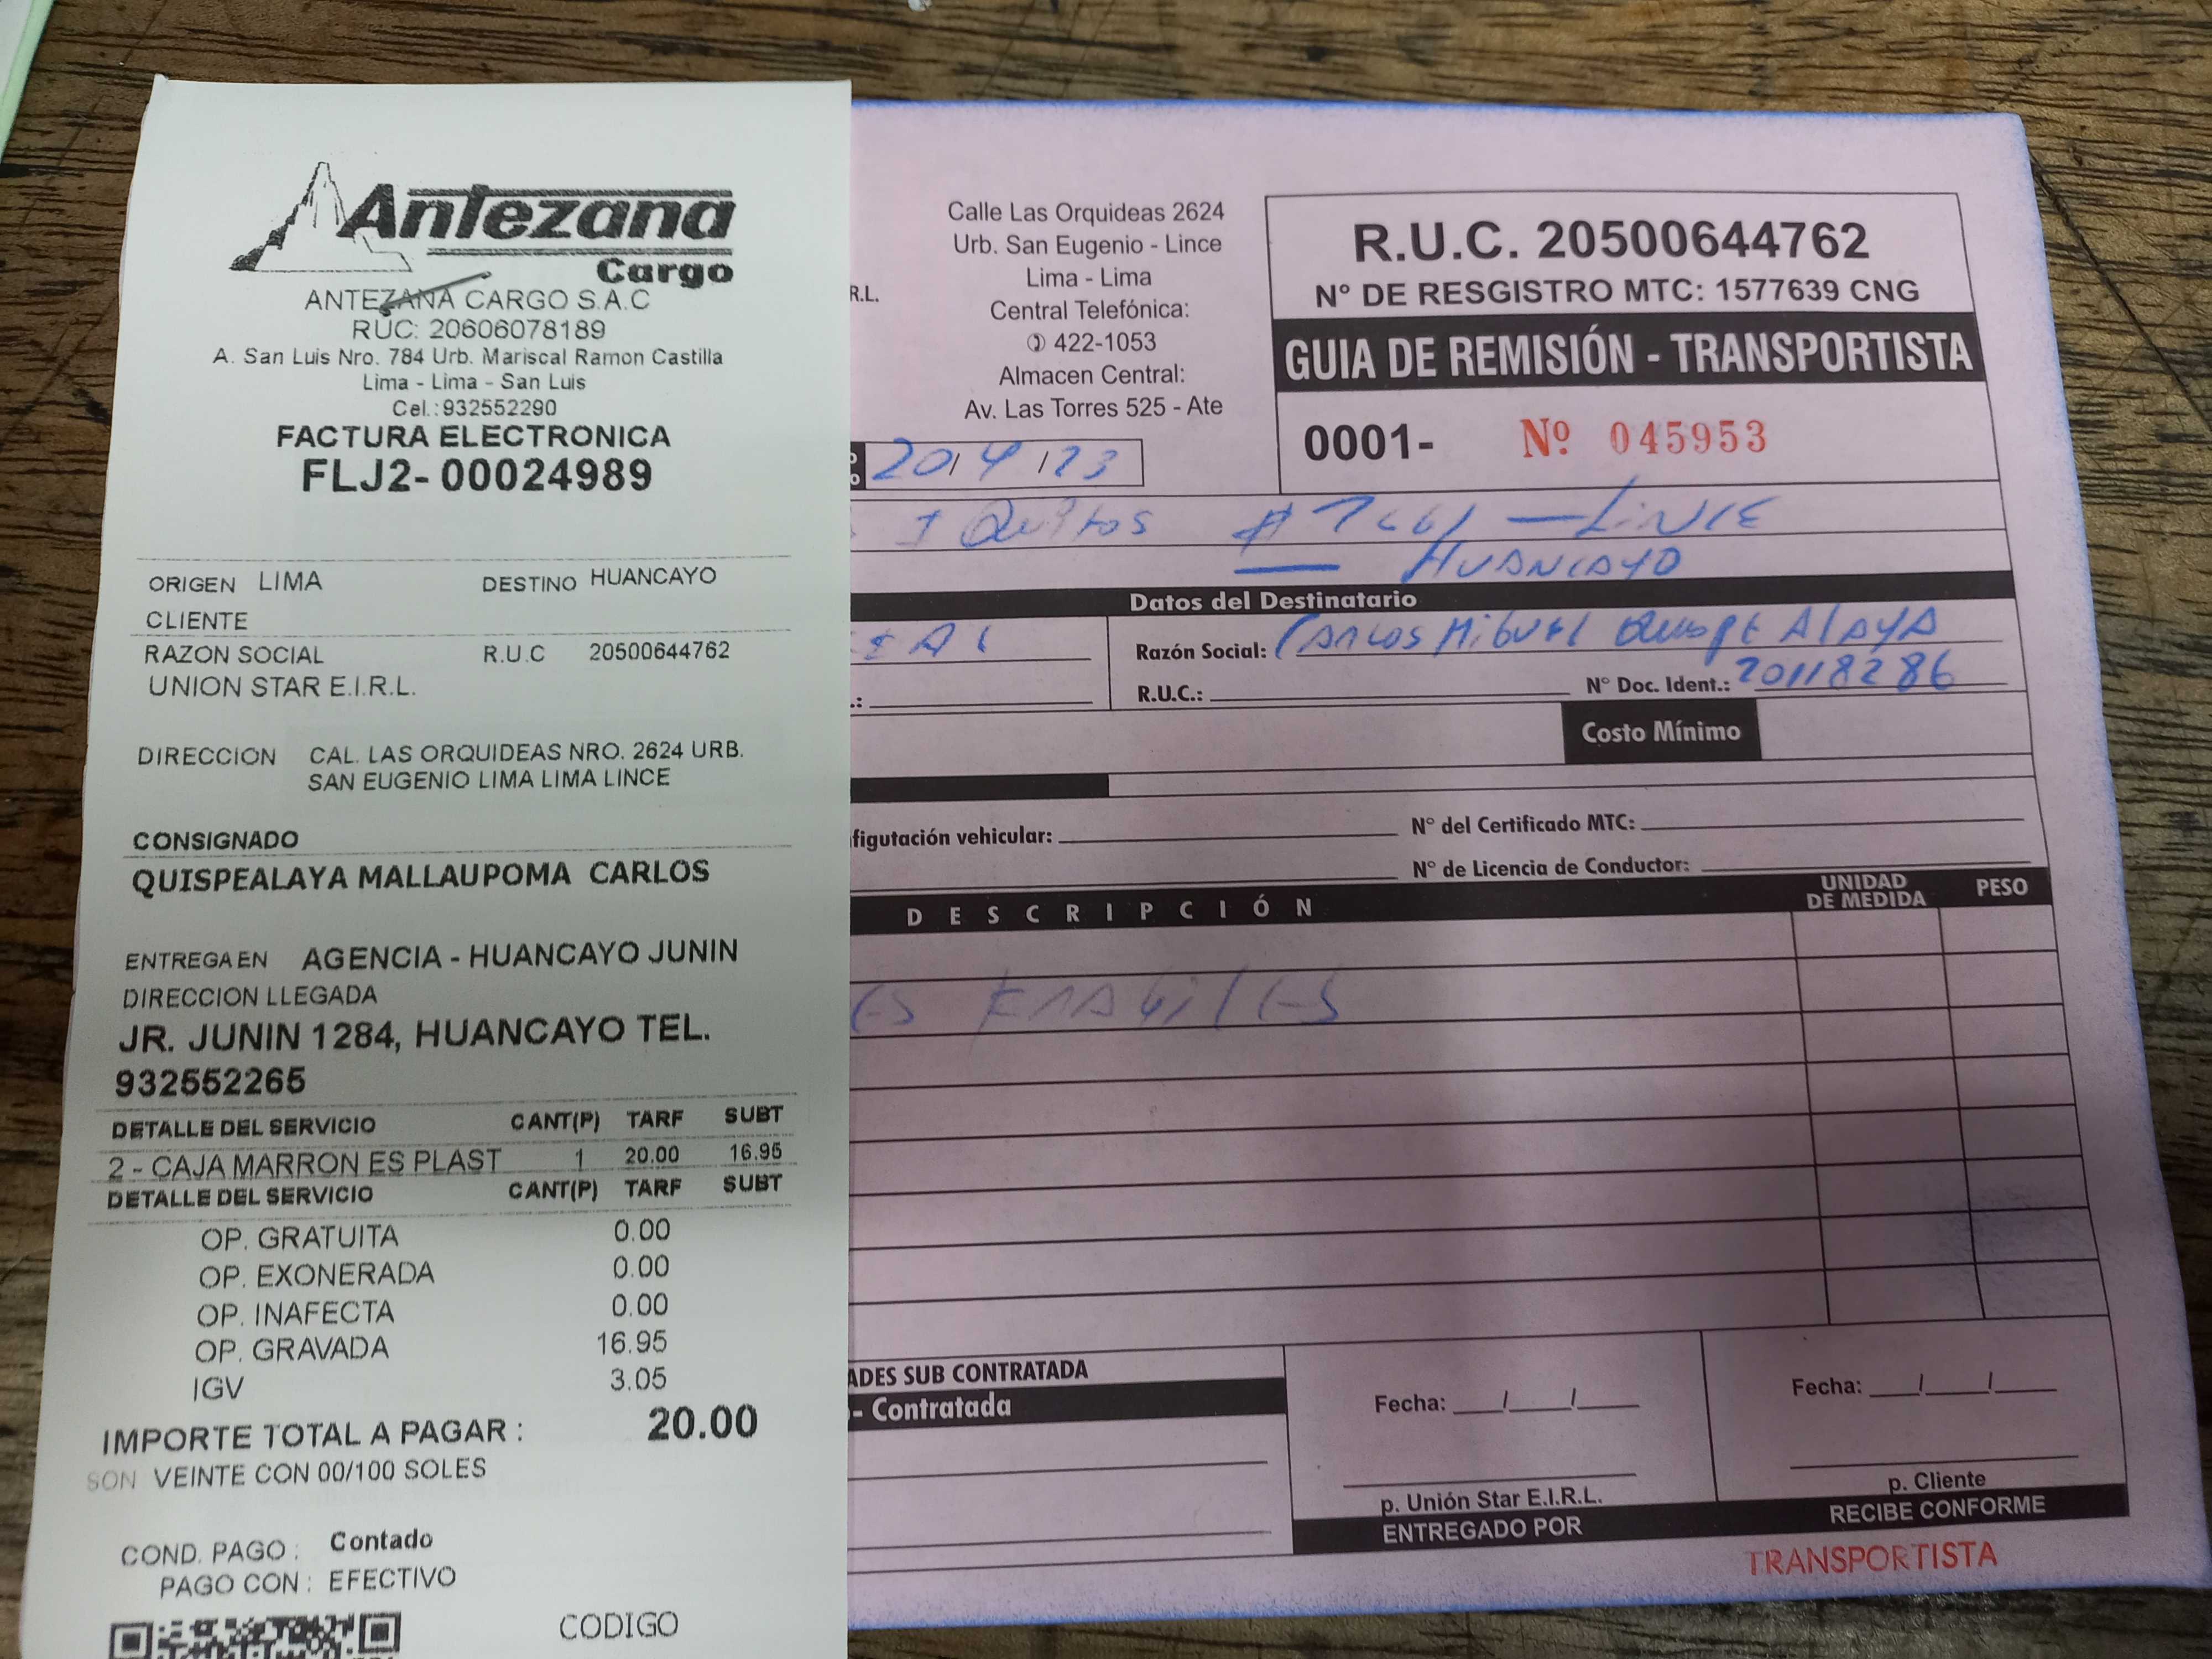 Antezana
Cargo
ANTEZANA CARGO S.A.C
RUC: 20606078189
A. San Luis Nro. 784 Urb. Mariscal Ramon Castilla
Lima - Lima - San Luis
Cel.:932552290
FACTURA ELECTRONICA
FLJ2- 00024989
ORIGEN LIMA DESTINO HUANCAYO
CLIENTE
RAZON SOCIAL R.U.C 20500644762
UNION STAR E.I.R.L.
DIRECCION CAL. LAS ORQUIDEAS NRO. 2624 URB.
SAN EUGENIO LIMA LIMA LINCE
CONSIGNADO
QUISPEALAYA MALLAUPOMA CARLOS
ENTREGA EN AGENCIA - HUANCAYO JUNIN
DIRECCION LLEGADA
JR. JUNIN 1284, HUANCAYO TEL.
932552265
DETALLE DEL SERVICIO CANT(P) TARF SUBT
2 - CAJA MARRON ES PLAST 1 20.00 16.95
DETALLE DEL SERVICIO CANT(P) TARF SUBT
OP. GRATUITA 0.00
OP. EXONERADA 0.00
OP. INAFECTA 0.00
OP. GRAVADA 16.95
IGV 3.05
IMPORTE TOTAL A PAGAR : 20.00
SON VEINTE CON 00/100 SOLES
COND. PAGO : Contado
PAGO CON : EFECTIVO
CODIGO
R.L.
Calle Las Orquideas 2624
Urb. San Eugenio - Lince
Lima - Lima
Central Telefónica:
422-1053
Almacen Central:
Av. Las Torres 525 - Ate
R.U.C. 20500644762
N° DE RESGISTRO MTC: 1577639 CNG
GUIA DE REMISIÓN - TRANSPORTISTA
0001- Nº 045953
20/ 4 /23
IQuitos # - LINCE
— HUANCAYO
Datos del Destinatario
Razón Social: CARLOS MIGUEL QuispE AlAYA
R.U.C.: N° Doc. Ident.: 20118286
Costo Mínimo
figutación vehicular: N° del Certificado MTC:
N° de Licencia de Conductor:
DESCRIPCIÓN UNIDAD DE MEDIDA PESO
ES FRAGILES
ADES SUB CONTRATADA
- Contratada
Fecha: / /
Fecha: / /
p. Unión Star E.I.R.L.
ENTREGADO POR
p. Cliente
RECIBE CONFORME
TRANSPORTISTA